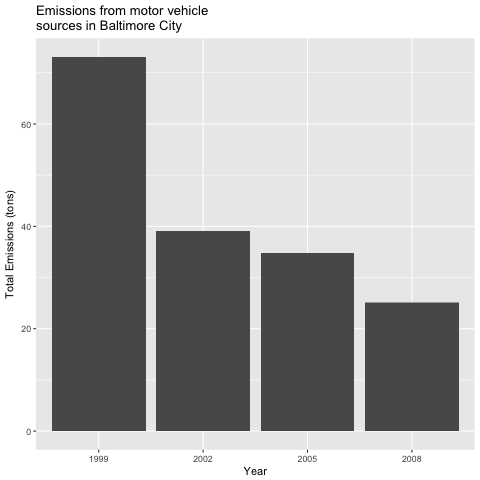 Emissions from motor vehicle
sources in Baltimore City
Total Emissions (tons)
60
40
20
0
1999 2002 2005 2008
Year